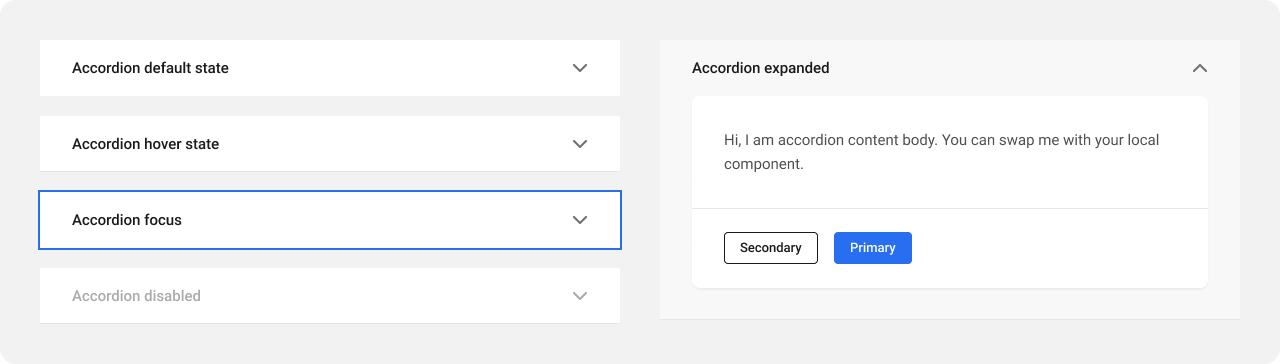 Accordion default state
Accordion hover state
Accordion focus
Accordion disabled
Accordion expanded
Hi, I am accordion content body. You can swap me with your local
component.
Secondary
Primary